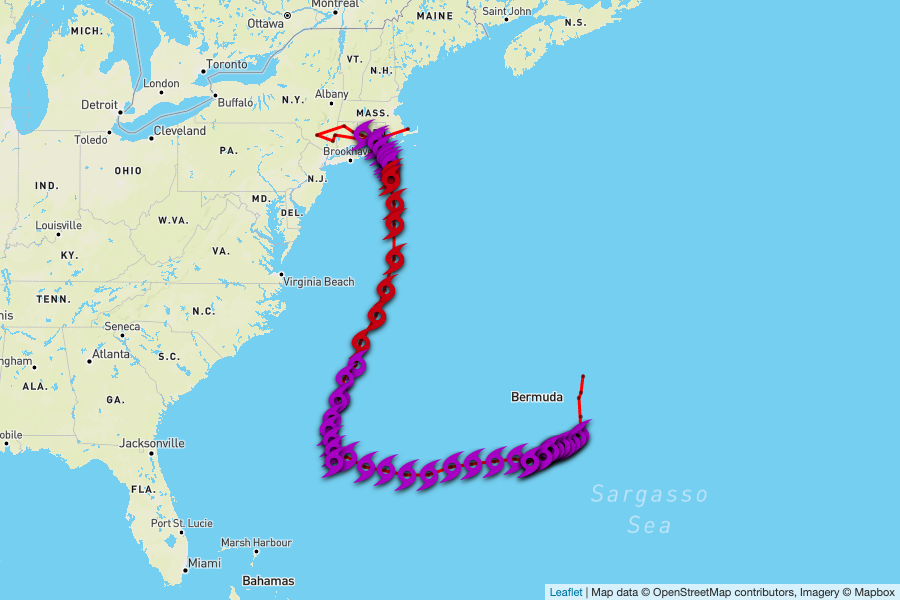 Montréal
Ottawa
MAINE
Saint John
N.S.
MICH.
VT.
N.H.
Toronto
London
Albany
N.Y.
Buffalo
MASS.
Detroit
Cleveland
Toledo
Brookhav
PA.
OHIO
N.J.
IND.
MD.
DEL.
W.VA.
Louisville
VA.
KY.
Virginia Beach
TENN.
N.C.
nis
Seneca
Atlanta
S.C.
ngham
ALA.
GA.
Bermuda
obile
Jacksonville
FLA.
Sargasso
Sea
Port St. Lucie
Marsh Harbour
Miami
Bahamas
Leaflet | Map data © OpenStreetMap contributors, Imagery © Mapbox